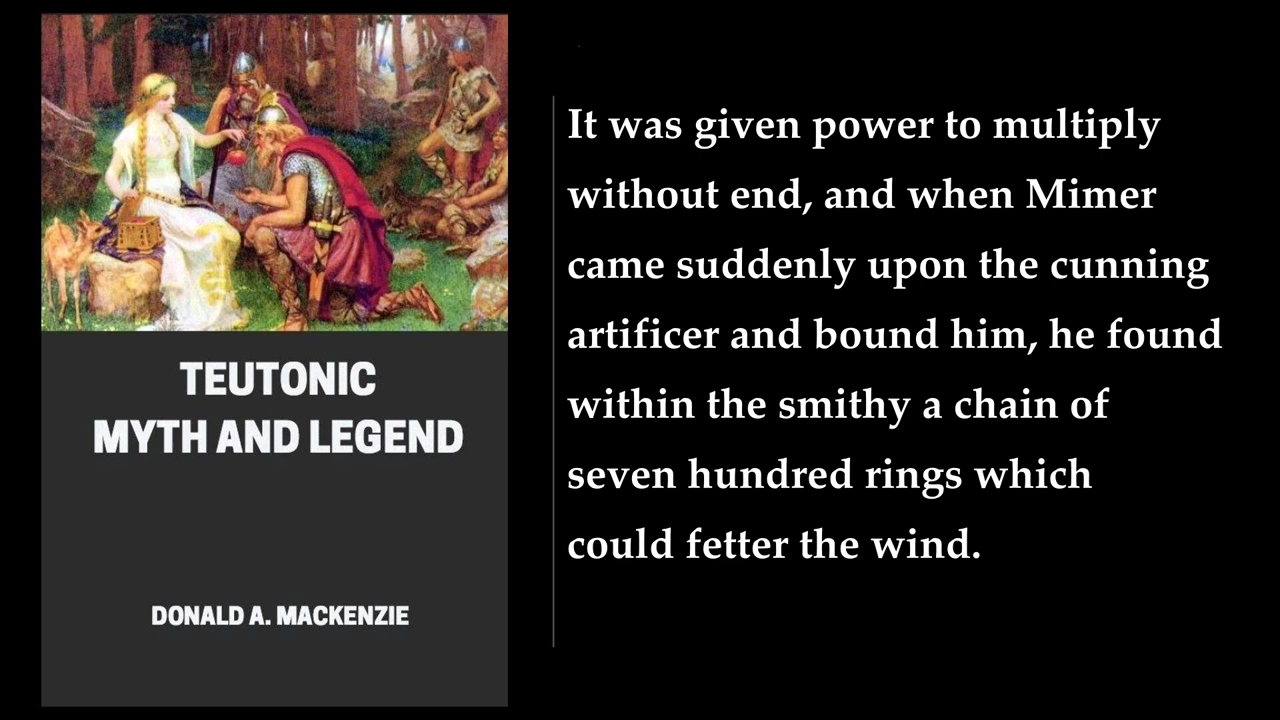 TEUTONIC
MYTH AND LEGEND
DONALD A. MACKENZIE
It was given power to multiply
without end, and when Mimer
came suddenly upon the cunning
artificer and bound him, he found
within the smithy a chain of
seven hundred rings which
could fetter the wind.